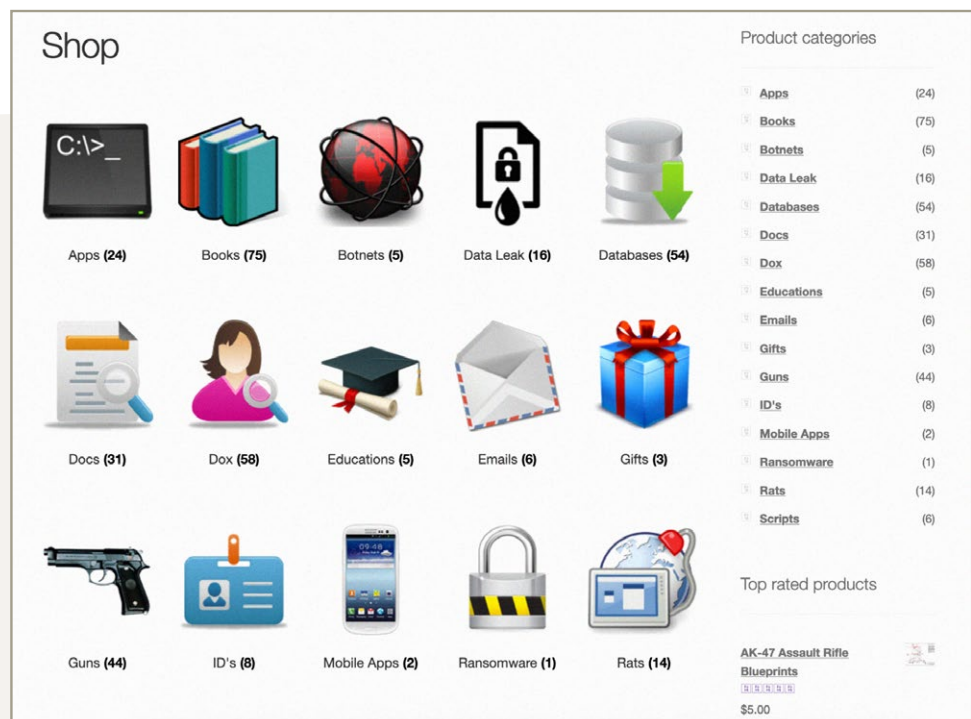 Shop
C:\>_
Apps (24)
Books (75)
Botnets (5)
Data Leak (16)
Databases (54)
Docs (31)
Dox (58)
Educations (5)
Emails (6)
Gifts (3)
09:48
Guns (44)
ID's (8)
Mobile Apps (2)
Ransomware (1)
Rats (14)
Product categories
Apps (24)
Books (75)
Botnets (5)
Data Leak (16)
Databases (54)
Docs (31)
Dox (58)
Educations (5)
Emails (6)
Gifts (3)
Guns (44)
ID's (8)
Mobile Apps (2)
Ransomware (1)
Rats (14)
Scripts (6)
Top rated products
AK-47 Assault Rifle
Blueprints
$5.00